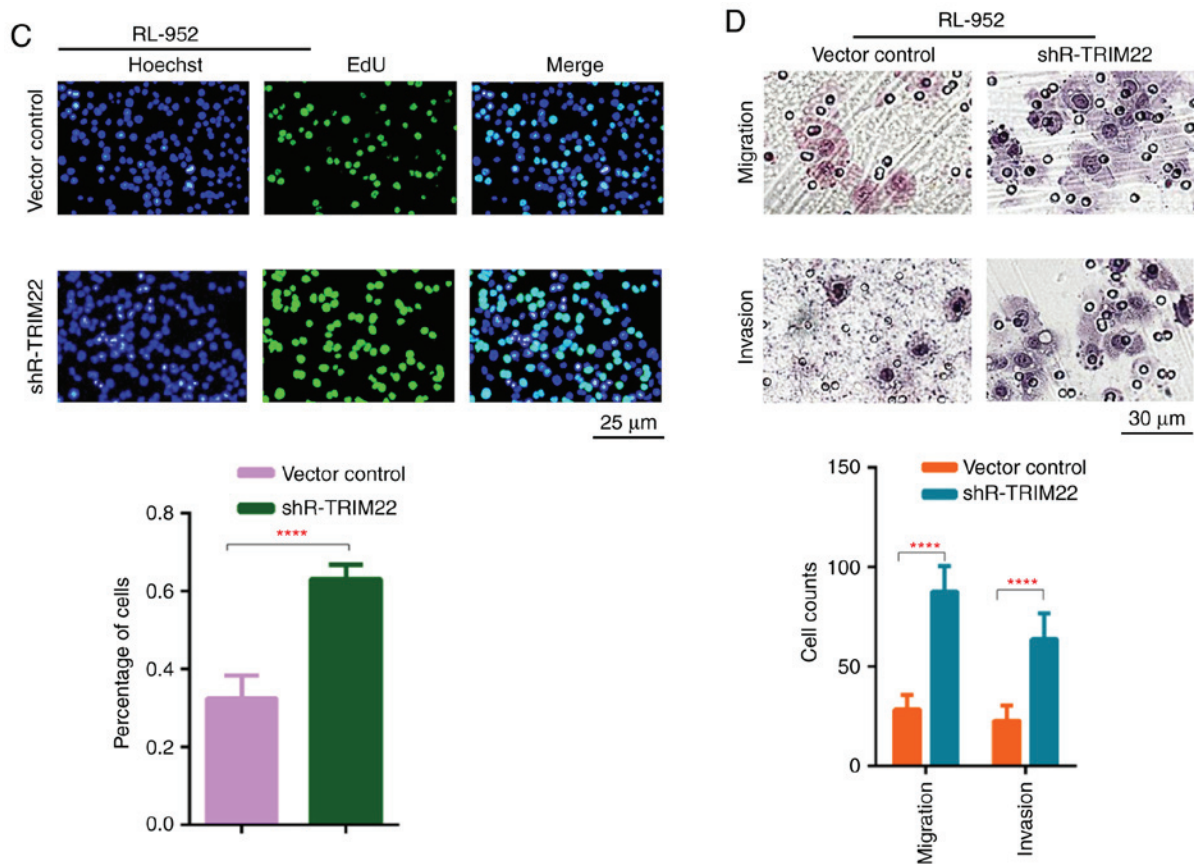 C
RL-952
Hoechst
EdU
Merge
Vector control
shR-TRIM22
25 μm
Vector control
shR-TRIM22
Percentage of cells
0.8
0.6
0.4
0.2
0.0
****
D
RL-952
Vector control
shR-TRIM22
Migration
Invasion
30 μm
Vector control
shR-TRIM22
Cell counts
150
100
50
0
****
****
Migration
Invasion